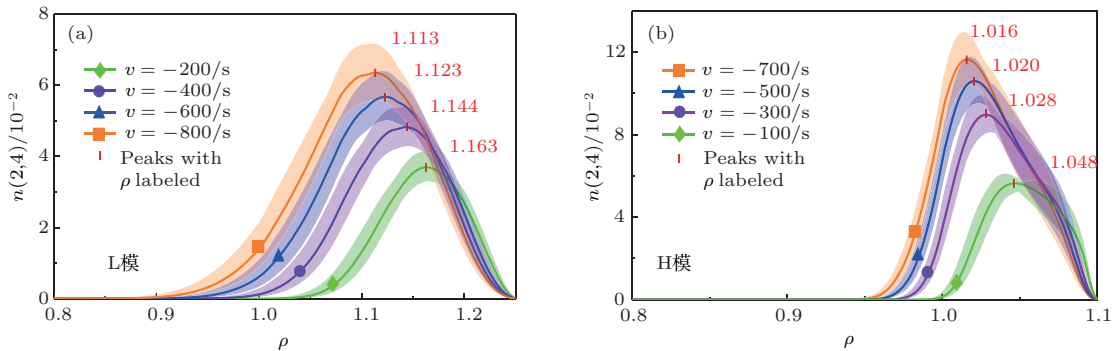 (a)
v = −200/s
v = −400/s
v = −600/s
v = −800/s
Peaks with
ρ labeled
1.113
1.123
1.144
1.163
L模
n(2,4)/10⁻²
8
6
4
2
0
0.8
0.9
1.0
1.1
1.2
ρ
(b)
v = −700/s
v = −500/s
v = −300/s
v = −100/s
Peaks with
ρ labeled
1.016
1.020
1.028
1.048
H模
n(2,4)/10⁻²
12
8
4
0
0.8
0.9
1.0
1.1
ρ